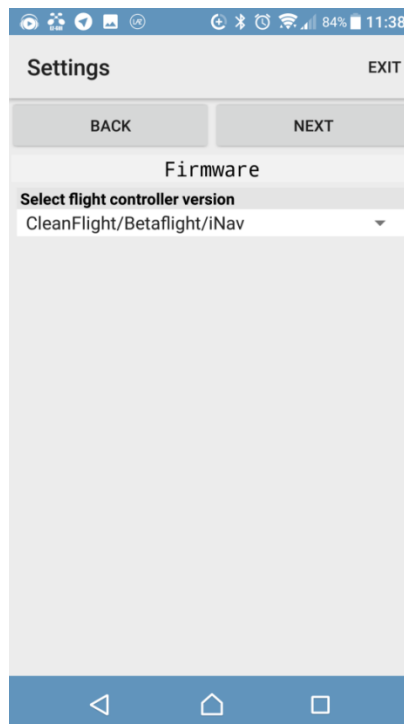 84% 11:38
Settings EXIT
BACK NEXT
Firmware
Select flight controller version
CleanFlight/Betaflight/iNav